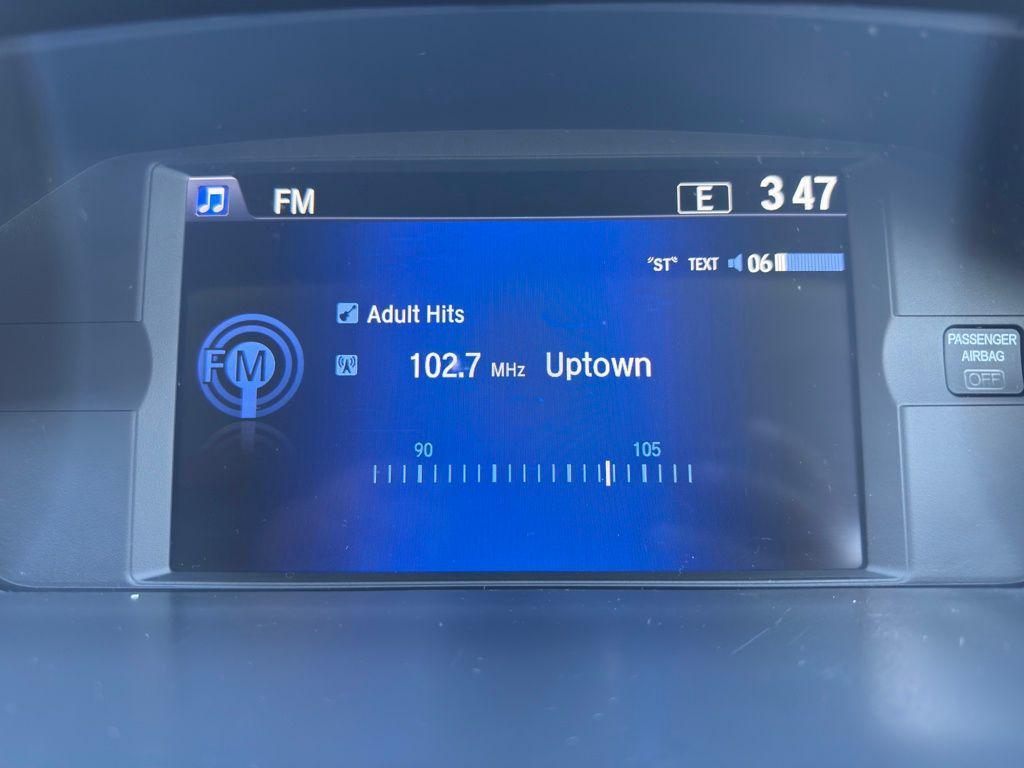 FM E 3 47
"ST" TEXT 06
Adult Hits
FM
102.7 MHz Uptown
90 105
PASSENGER
AIRBAG
OFF